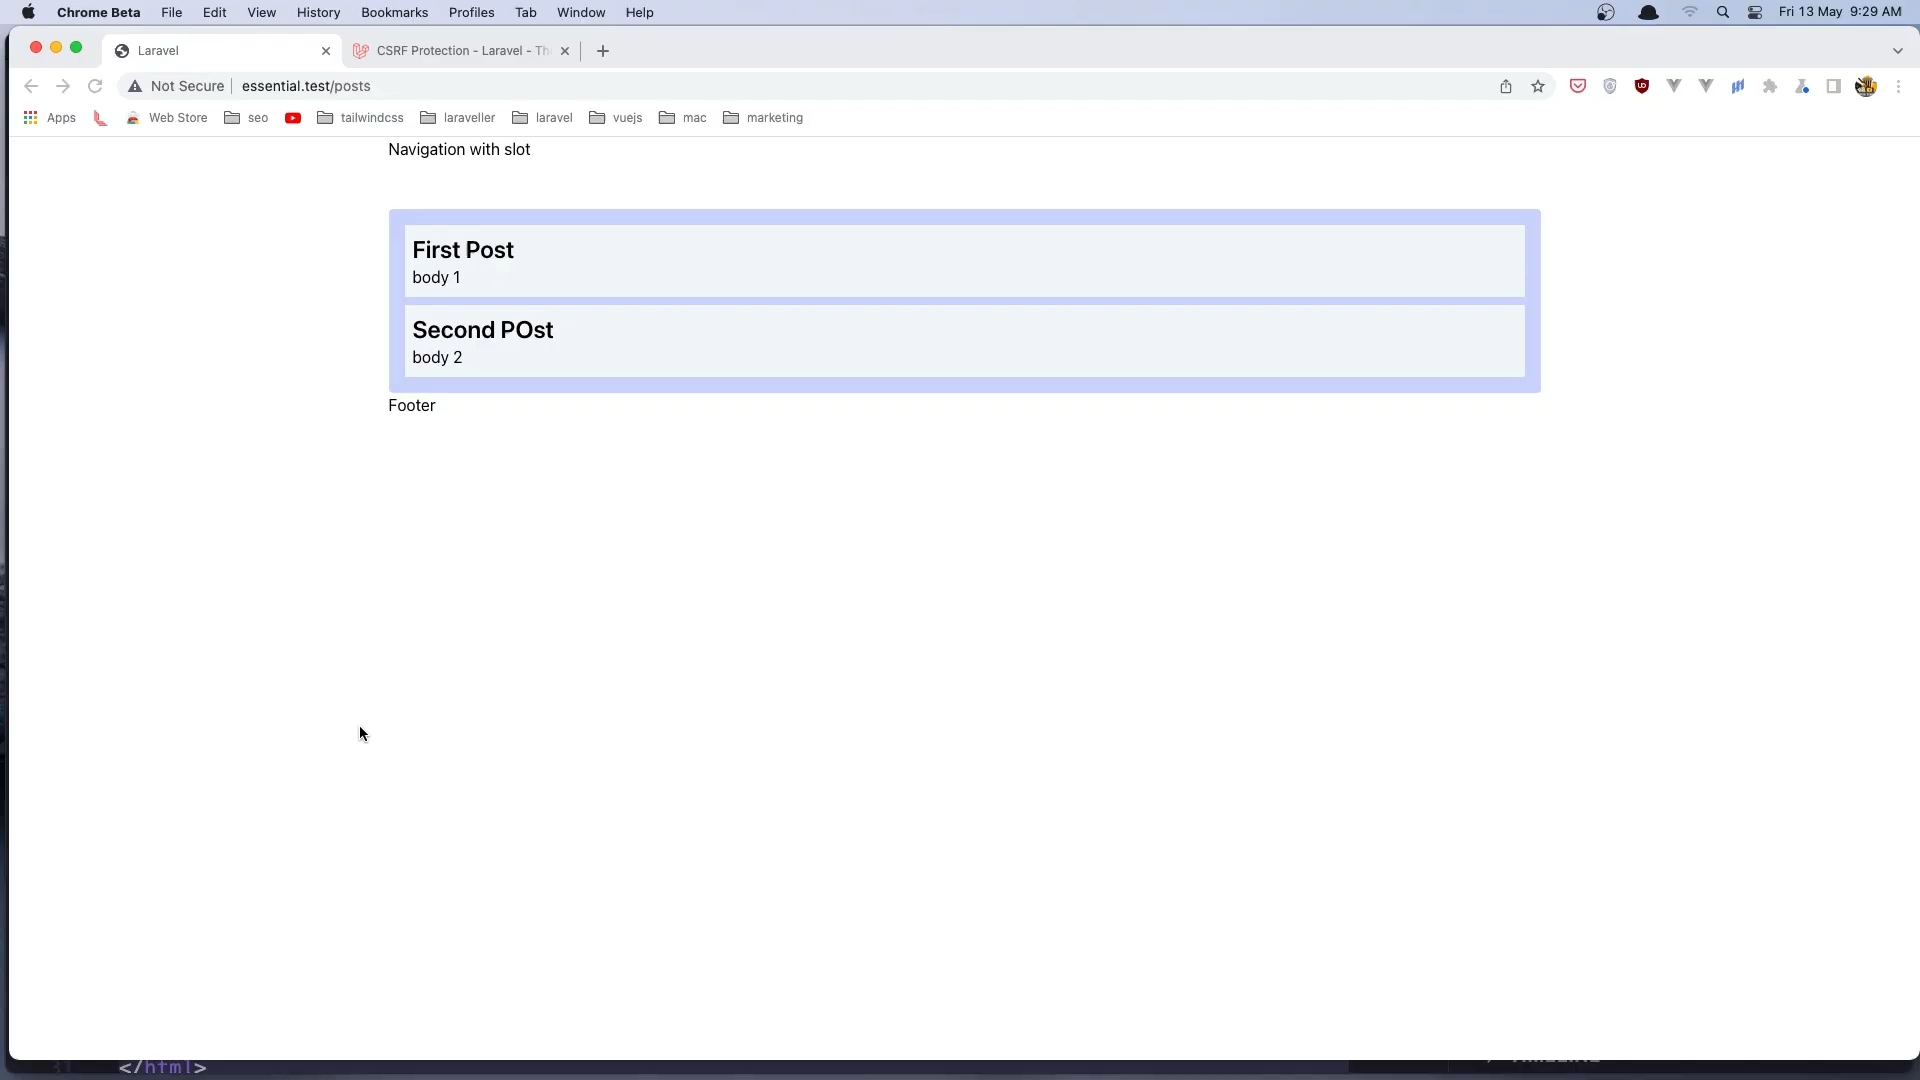 Chrome Beta File Edit View History Bookmarks Profiles Tab Window Help Fri 13 May 9:29 AM
Laravel CSRF Protection - Laravel - Th
Not Secure essential.test/posts
Apps Web Store seo tailwindcss laraveller laravel vuejs mac marketing
Navigation with slot
First Post
body 1
Second POst
body 2
Footer
31 </html>